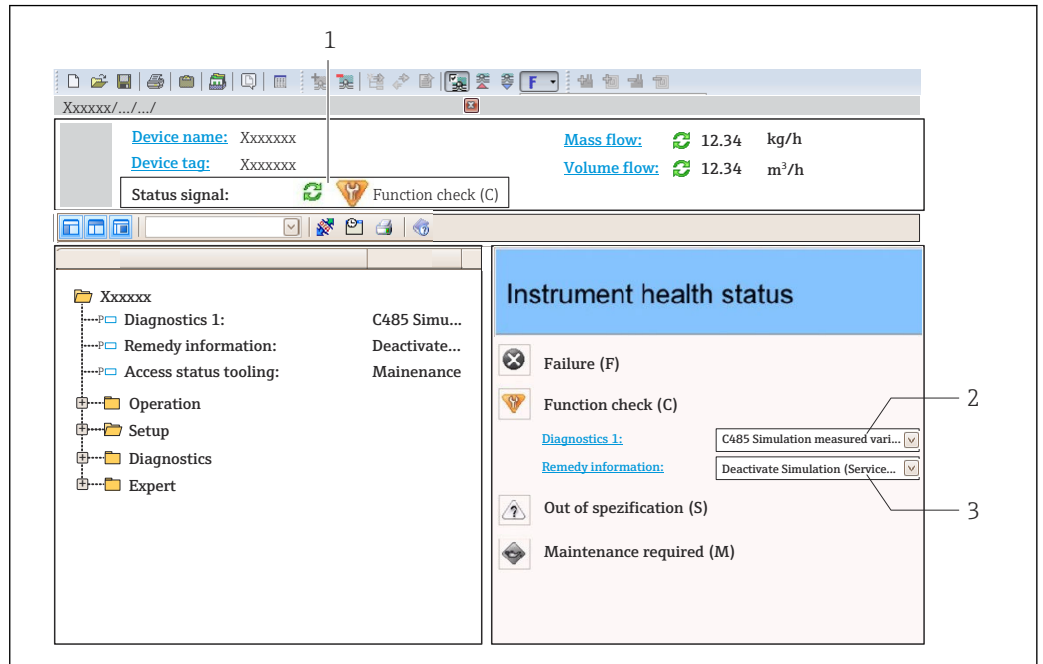 1
F
Xxxxxx/.../.../
Device name: Xxxxxxx
Mass flow: 12.34 kg/h
Device tag: Xxxxxxx
Volume flow: 12.34 m³/h
Status signal: Function check (C)
Xxxxxx
Diagnostics 1: C485 Simu...
Remedy information: Deactivate...
Access status tooling: Mainenance
Operation
Setup
Diagnostics
Expert
Instrument health status
Failure (F)
Function check (C)
Diagnostics 1: C485 Simulation measured vari...
2
Remedy information: Deactivate Simulation (Service...
3
Out of spezification (S)
Maintenance required (M)